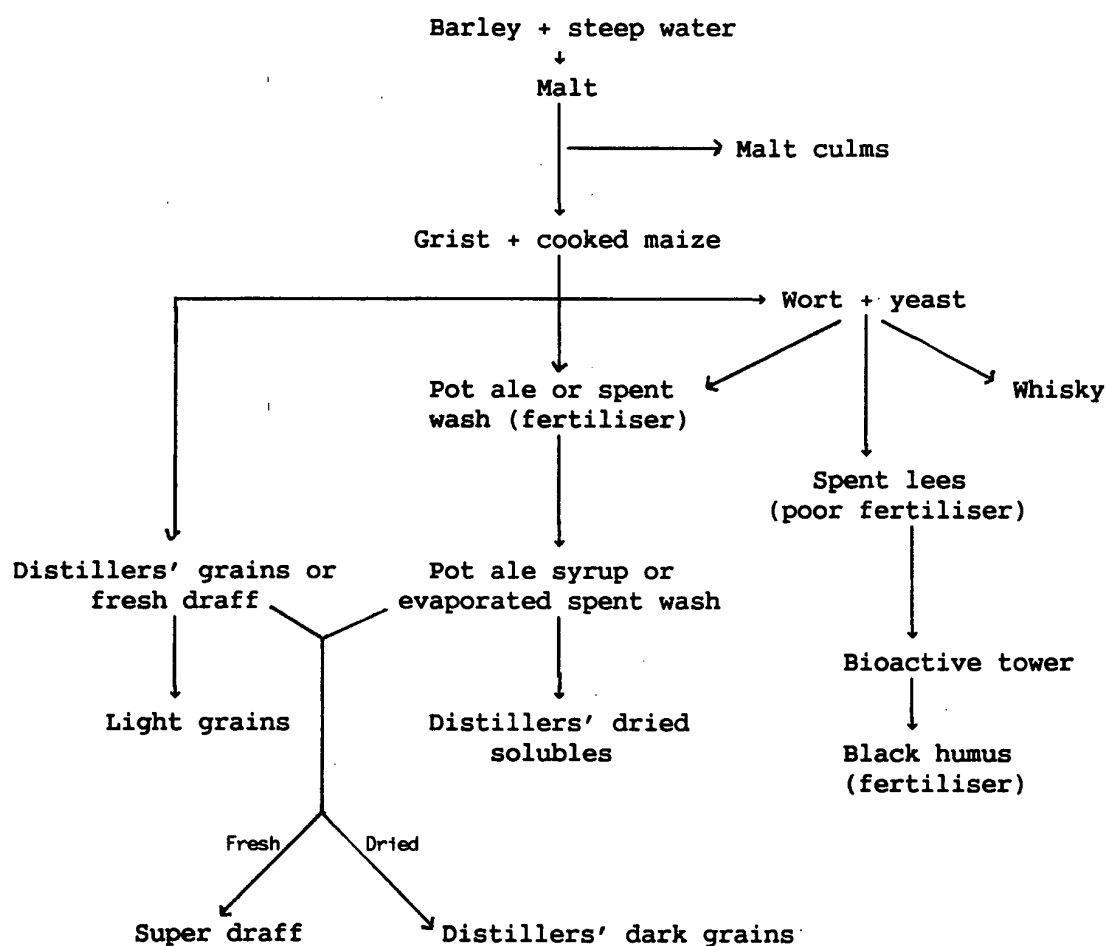 Barley + steep water
Malt
Malt culms
Grist + cooked maize
Wort + yeast
Pot ale or spent
wash (fertiliser)
Whisky
Spent lees
(poor fertiliser)
Distillers' grains or
fresh draff
Pot ale syrup or
evaporated spent wash
Bioactive tower
Light grains
Distillers' dried
solubles
Black humus
(fertiliser)
Fresh
Dried
Super draff
Distillers' dark grains